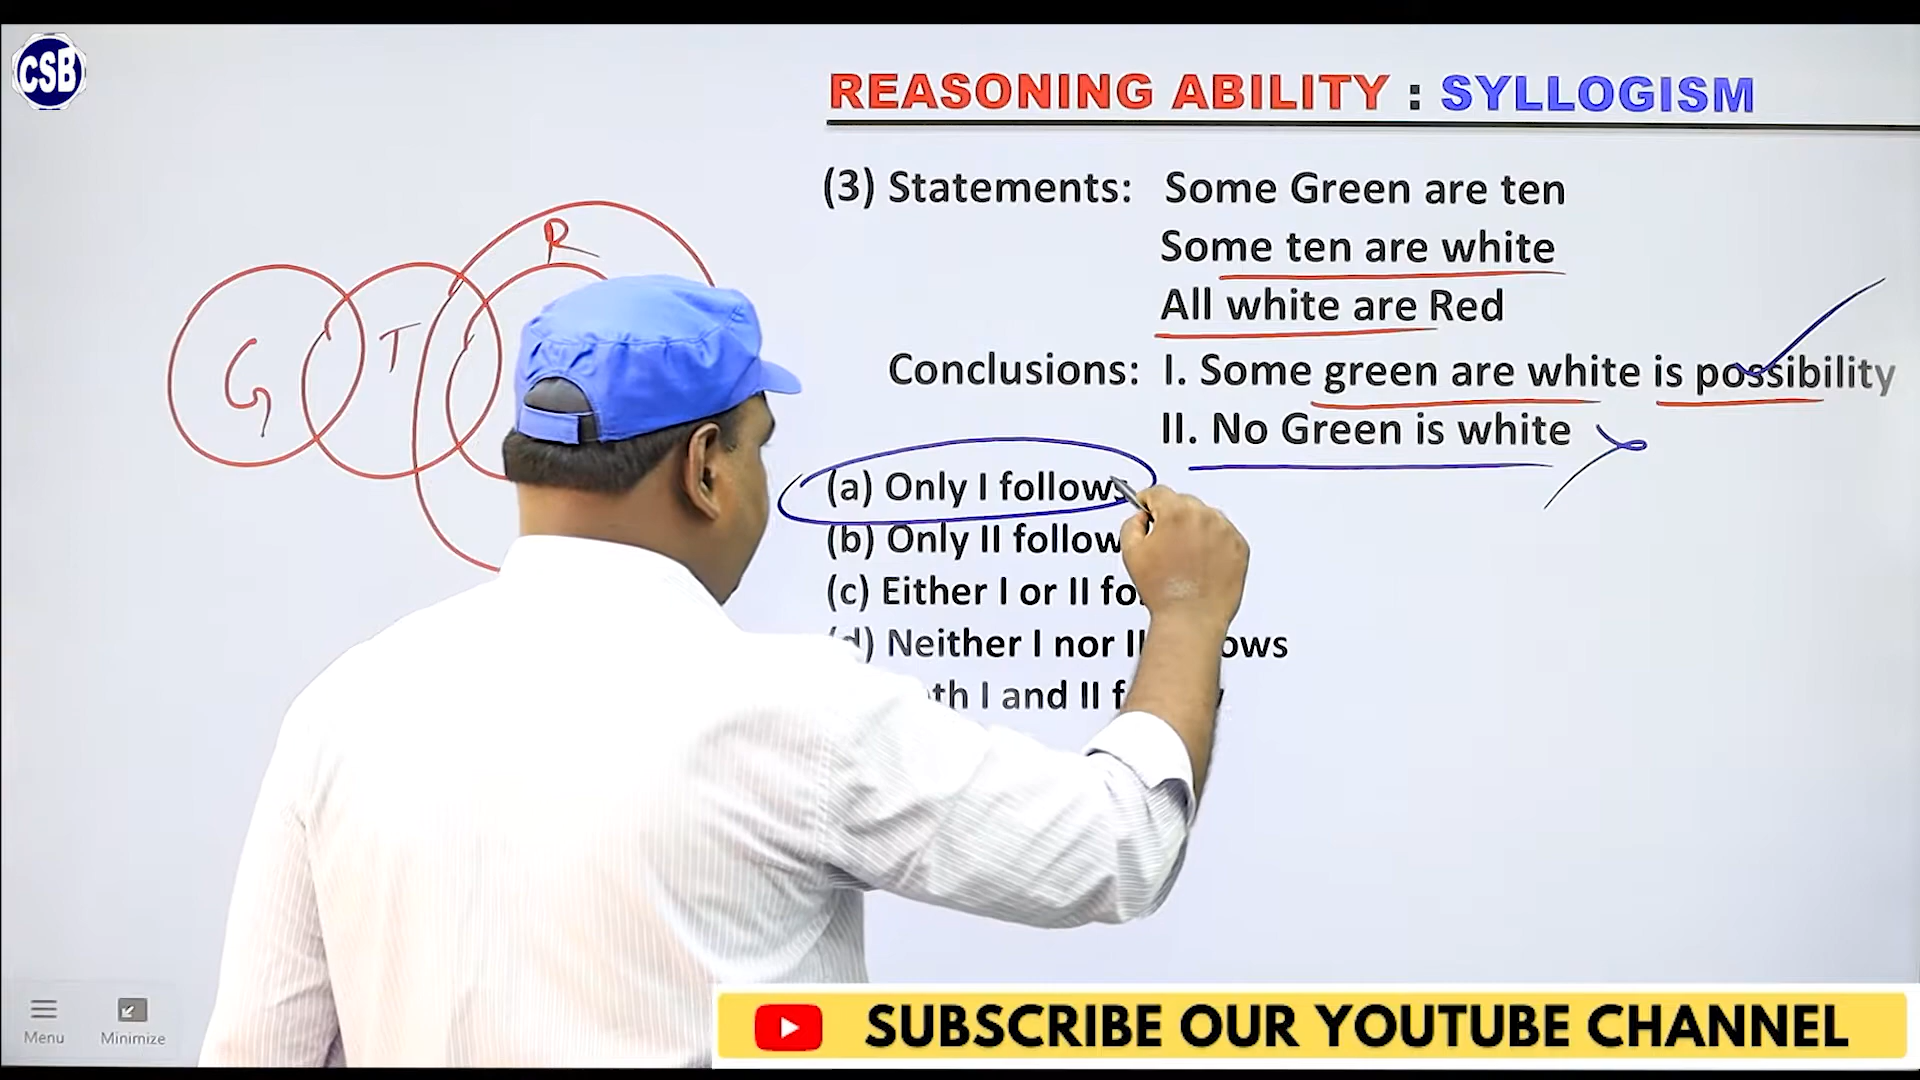 CSB
REASONING ABILITY : SYLLOGISM
(3) Statements: Some Green are ten
Some ten are white
All white are Red
Conclusions: I. Some green are white is possibility
II. No Green is white
(a) Only I follows
(b) Only II follow
(c) Either I or II
(d) Neither I nor
I and II
R
G
T
Menu
Minimize
SUBSCRIBE OUR YOUTUBE CHANNEL